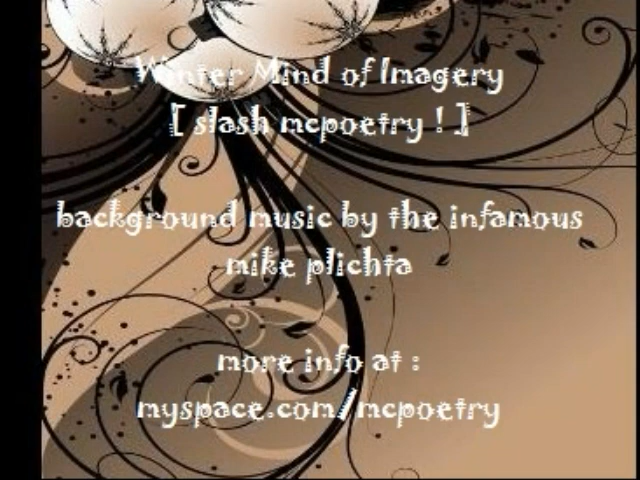 Winter Mind of Imagery
[ slash mcpoetry ! ]
background music by the infamous
mike plichta
more info at :
myspace.com/mcpoetry